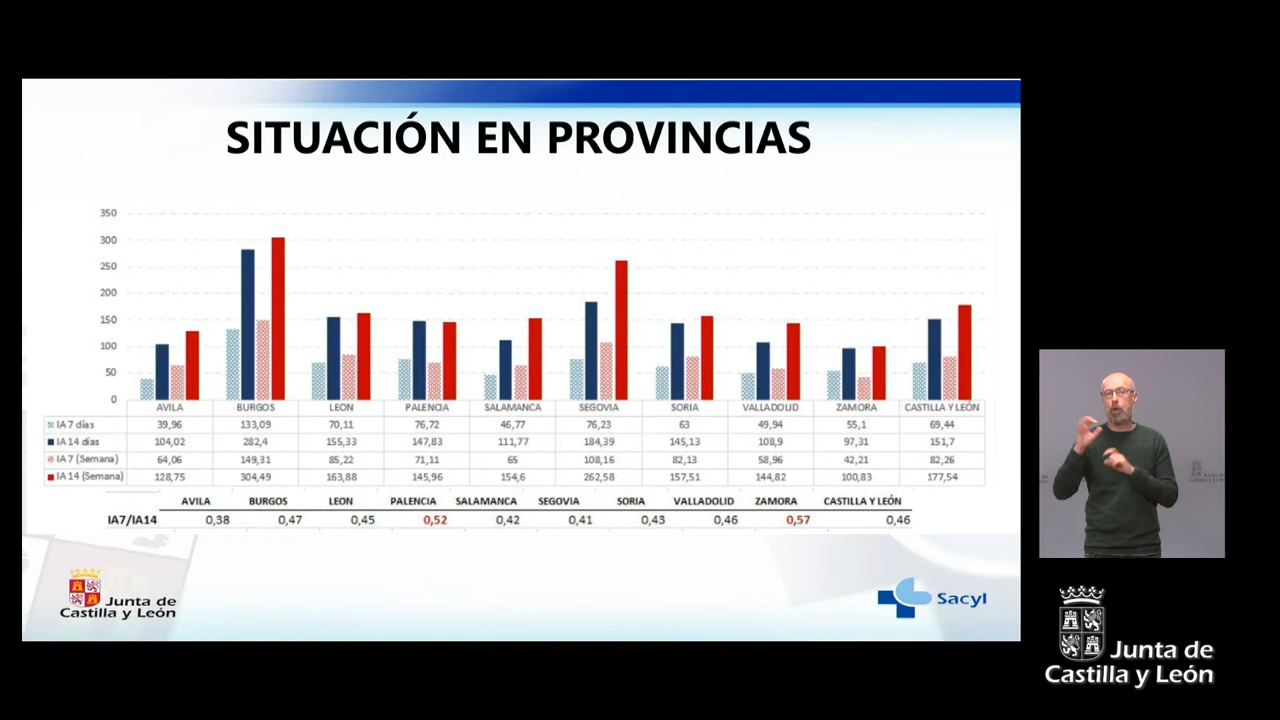 SITUACIÓN EN PROVINCIAS
350
300
250
200
150
100
50
0
AVILA BURGOS LEON PALENCIA SALAMANCA SEGOVIA SORIA VALLADOLID ZAMORA CASTILLA Y LEÓN
IA 7 días 39,96 133,09 70,11 76,72 46,77 76,23 63 49,94 55,1 69,44
IA 14 días 104,02 282,4 155,33 147,83 111,77 184,39 145,13 108,9 97,31 151,7
IA 7 (Semana) 64,06 149,31 85,22 71,11 65 108,16 82,13 58,96 42,21 82,26
IA 14 (Semana) 128,75 304,49 163,88 145,96 154,6 262,58 157,51 144,82 100,83 177,54
AVILA BURGOS LEON PALENCIA SALAMANCA SEGOVIA SORIA VALLADOLID ZAMORA CASTILLA Y LEÓN
IA7/IA14 0,38 0,47 0,45 0,52 0,42 0,41 0,43 0,46 0,57 0,46
Junta de
Castilla y León
Sacyl
Junta de
Castilla y León
Junta de
Castilla y León